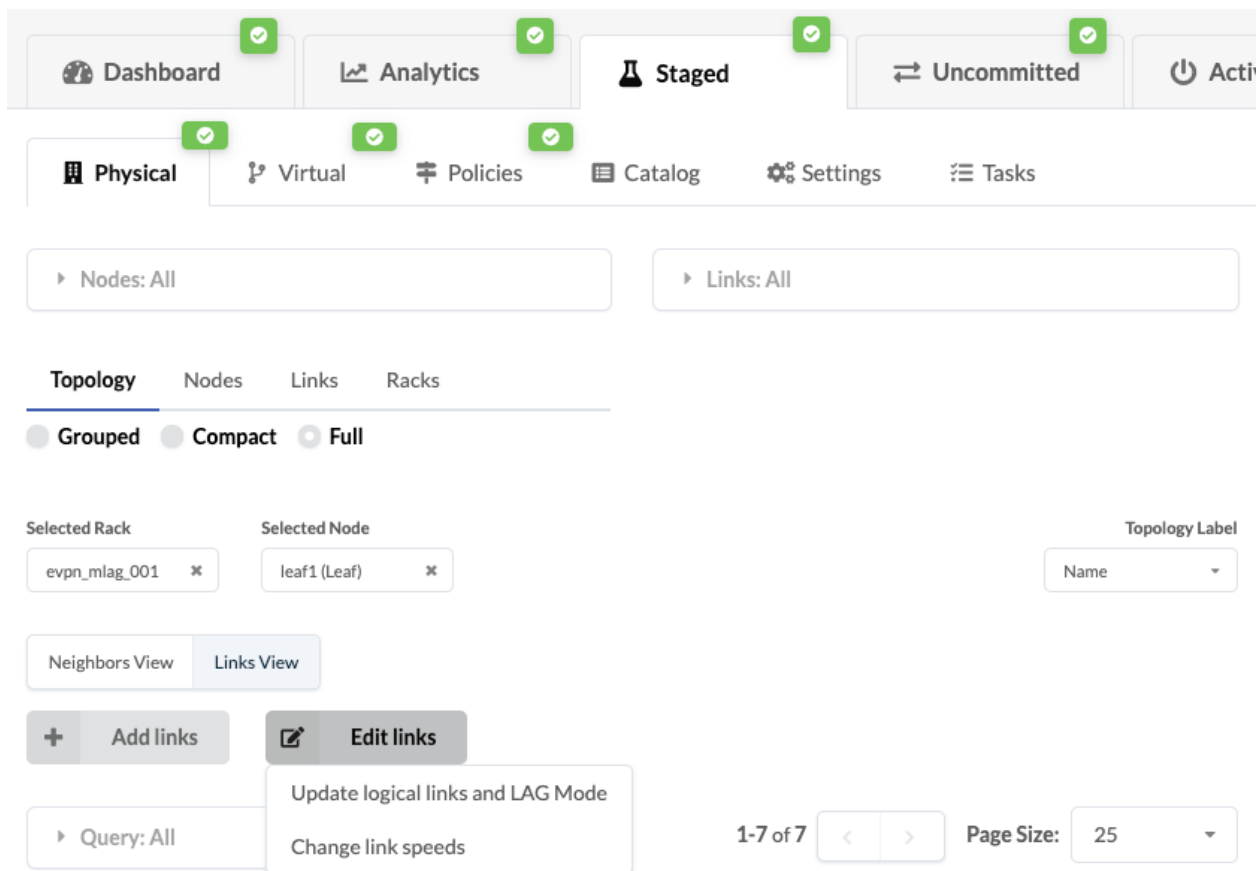 Dashboard Analytics Staged Uncommitted
Physical Virtual Policies Catalog Settings Tasks
Nodes: All Links: All
Topology Nodes Links Racks
Grouped Compact Full
Selected Rack Selected Node Topology Label
evpn_mlag_001 leaf1 (Leaf) Name
Neighbors View Links View
Add links Edit links
Update logical links and LAG Mode
Query: All 1-7 of 7 Page Size: 25
Change link speeds